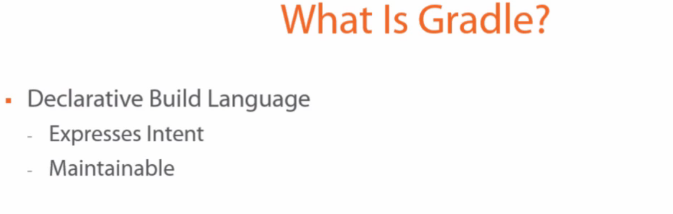 What Is Gradle?
▪ Declarative Build Language
- Expresses Intent
- Maintainable